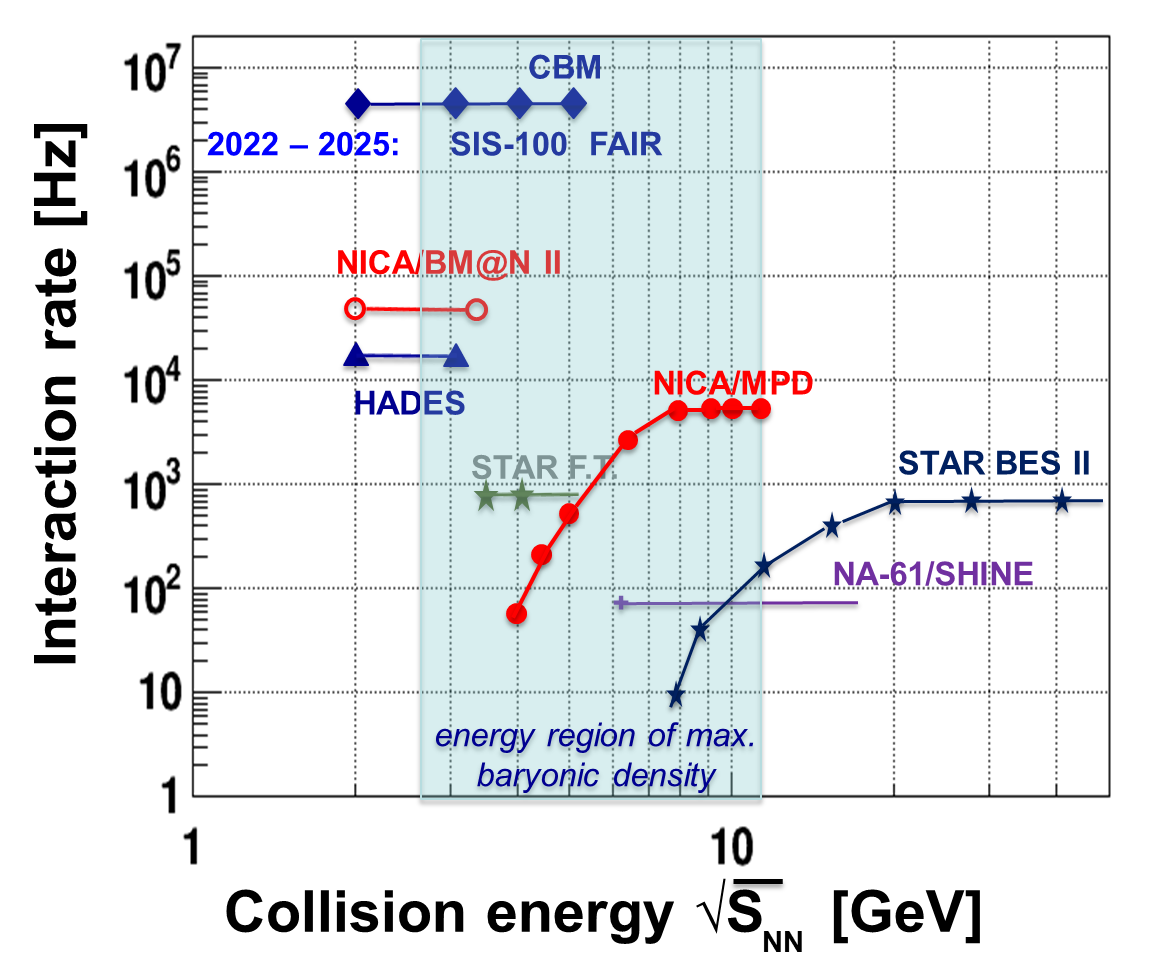 10⁷
CBM
2022 – 2025: SIS-100 FAIR
10⁶
NICA/BM@N II
10⁵
10⁴
NICA/MPD
HADES
STAR F.T.
STAR BES II
10³
NA-61/SHINE
10²
10
energy region of max.
baryonic density
1
1 10
Interaction rate [Hz]
Collision energy √S_NN [GeV]